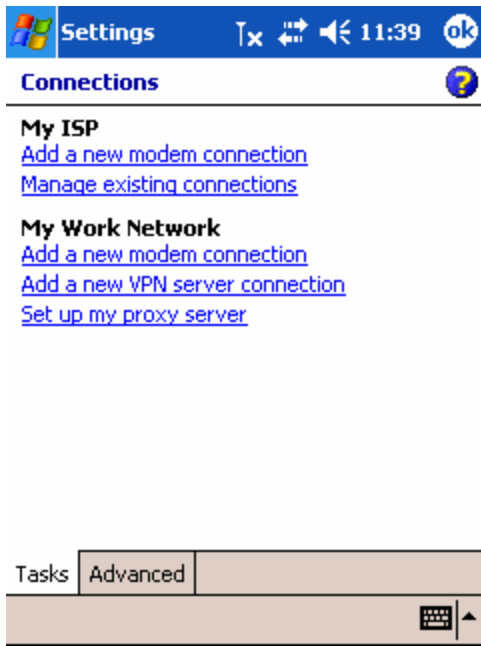 Settings 11:39 ok
Connections ?
My ISP
Add a new modem connection
Manage existing connections
My Work Network
Add a new modem connection
Add a new VPN server connection
Set up my proxy server
Tasks Advanced